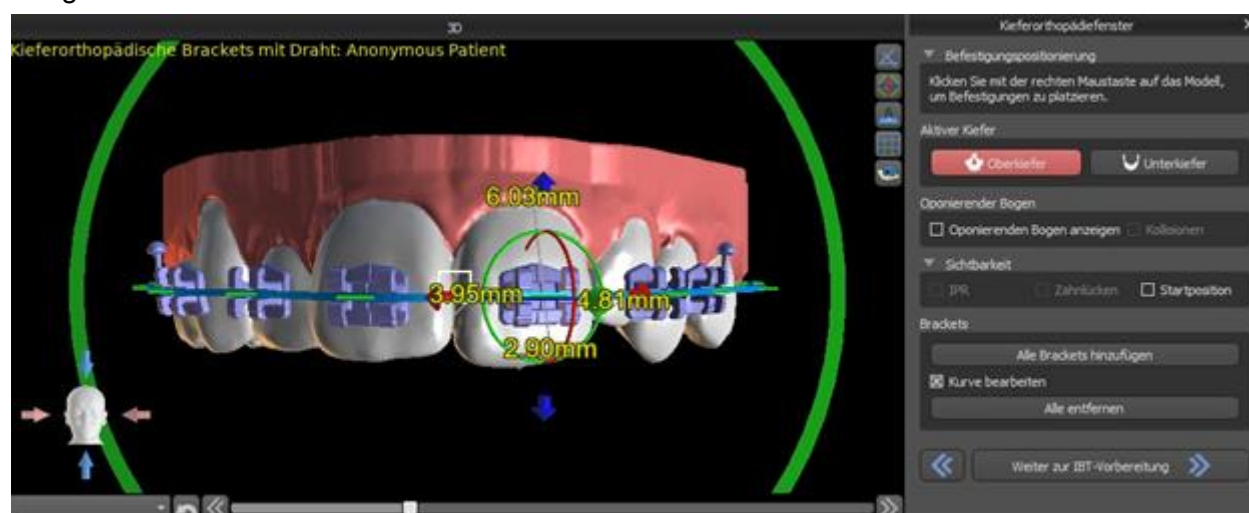 3D
Kieferorthopädiefenster
Kieferorthopädische Brackets mit Draht: Anonymous Patient
Befestigungspositionierung
Klicken Sie mit der rechten Maustaste auf das Modell,
um Befestigungen zu platzieren.
Aktiver Kiefer
Oberkiefer
Unterkiefer
Oponierender Bogen
Oponierenden Bogen anzeigen
Kollisionen
Sichtbarkeit
IPR
Zahnlücken
Startposition
Brackets
Alle Brackets hinzufügen
Kurve bearbeiten
Alle entfernen
Weiter zur IBT-Vorbereitung
6.03mm
3.95mm
4.81mm
2.90mm